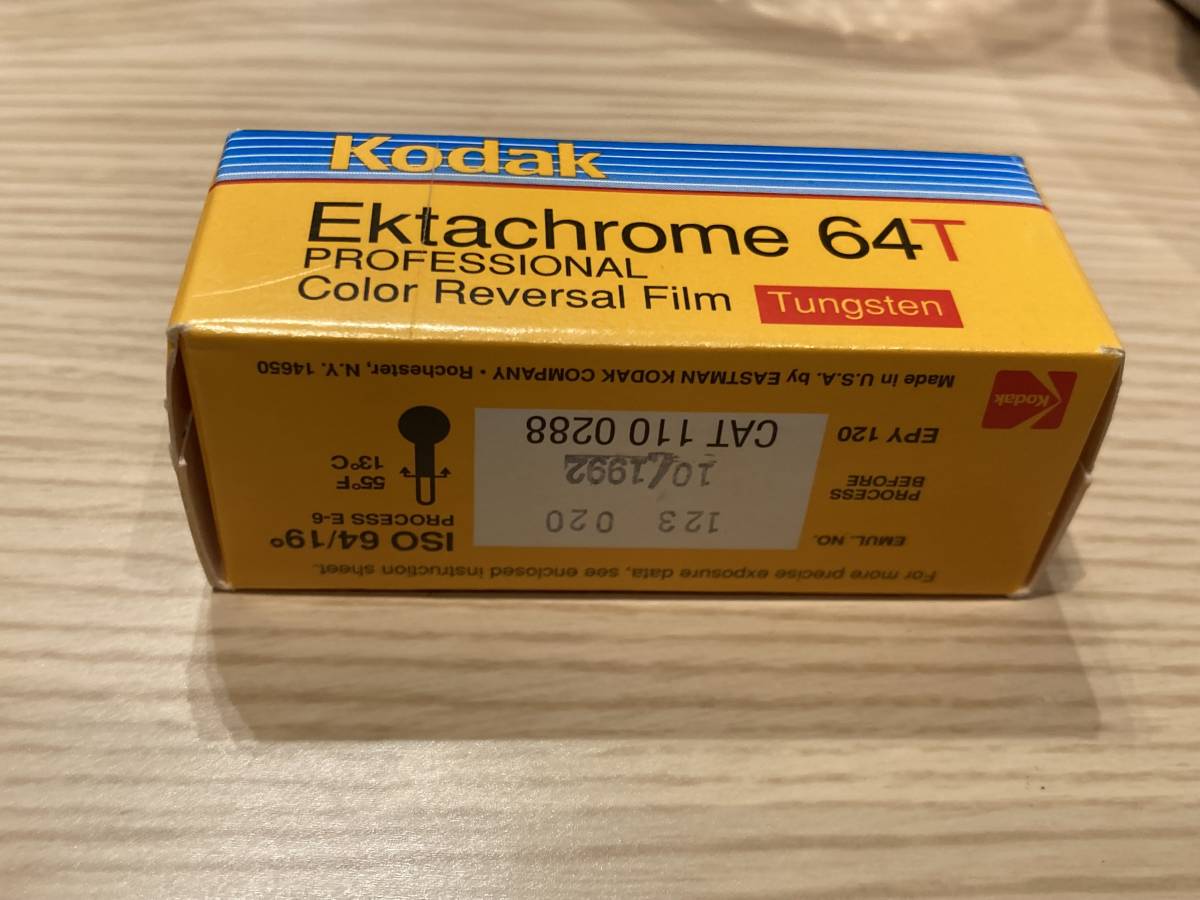 Kodak
Ektachrome 64T
PROFESSIONAL
Color Reversal Film Tungsten
For more precise exposure data, see enclosed instruction sheet.
EMUL. NO. 123 020 ISO 64/19°
PROCESS E-6
PROCESS
BEFORE 10/1992 55°F
13°C
EPY 120 CAT 110 0288
Kodak
Made in U.S.A. by EASTMAN KODAK COMPANY • Rochester, N.Y. 14650